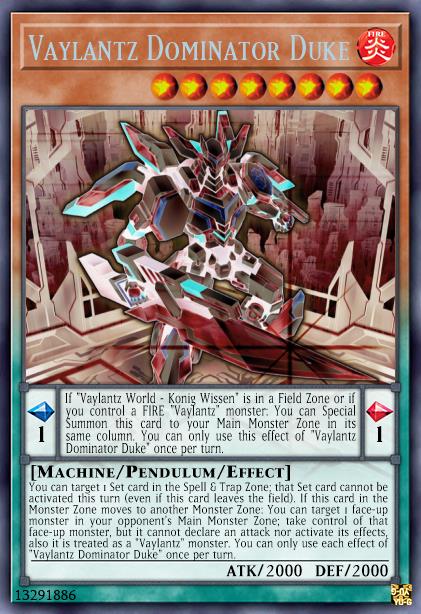 VAYLANTZ DOMINATOR DUKE
FIRE
炎
If "Vaylantz World - Konig Wissen" is in a Field Zone or if
you control a FIRE "Vaylantz" monster: You can Special
Summon this card to your Main Monster Zone in its
same column. You can only use this effect of "Vaylantz
Dominator Duke" once per turn.
1
1
[MACHINE/PENDULUM/EFFECT]
You can target 1 Set card in the Spell & Trap Zone; that Set card cannot be
activated this turn (even if this card leaves the field). If this card in the
Monster Zone moves to another Monster Zone: You can target 1 face-up
monster in your opponent's Main Monster Zone; take control of that
face-up monster, but it cannot declare an attack nor activate its effects,
also it is treated as a "Vaylantz" monster. You can only use each effect of
"Vaylantz Dominator Duke" once per turn.
ATK/2000 DEF/2000
13291886